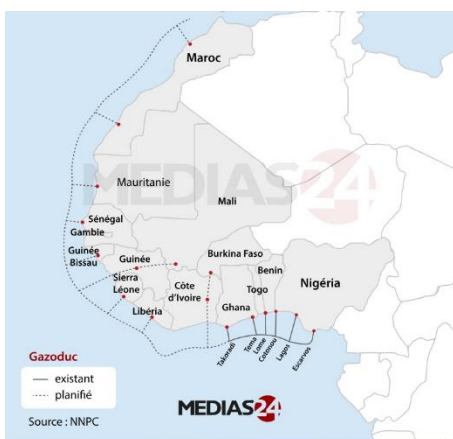 Maroc
MEDIAS24
Mauritanie
Mali
Sénégal
Gambie
Guinée
Bissau
Guinée
Sierra
Léone
Libéria
Côte
d'Ivoire
Burkina Faso
Ghana
Togo
Benin
Nigéria
Takoradi
Tema
Lome
Cotonou
Lagos
Escarvos
Gazoduc
existant
planifié
Source : NNPC
MEDIAS24